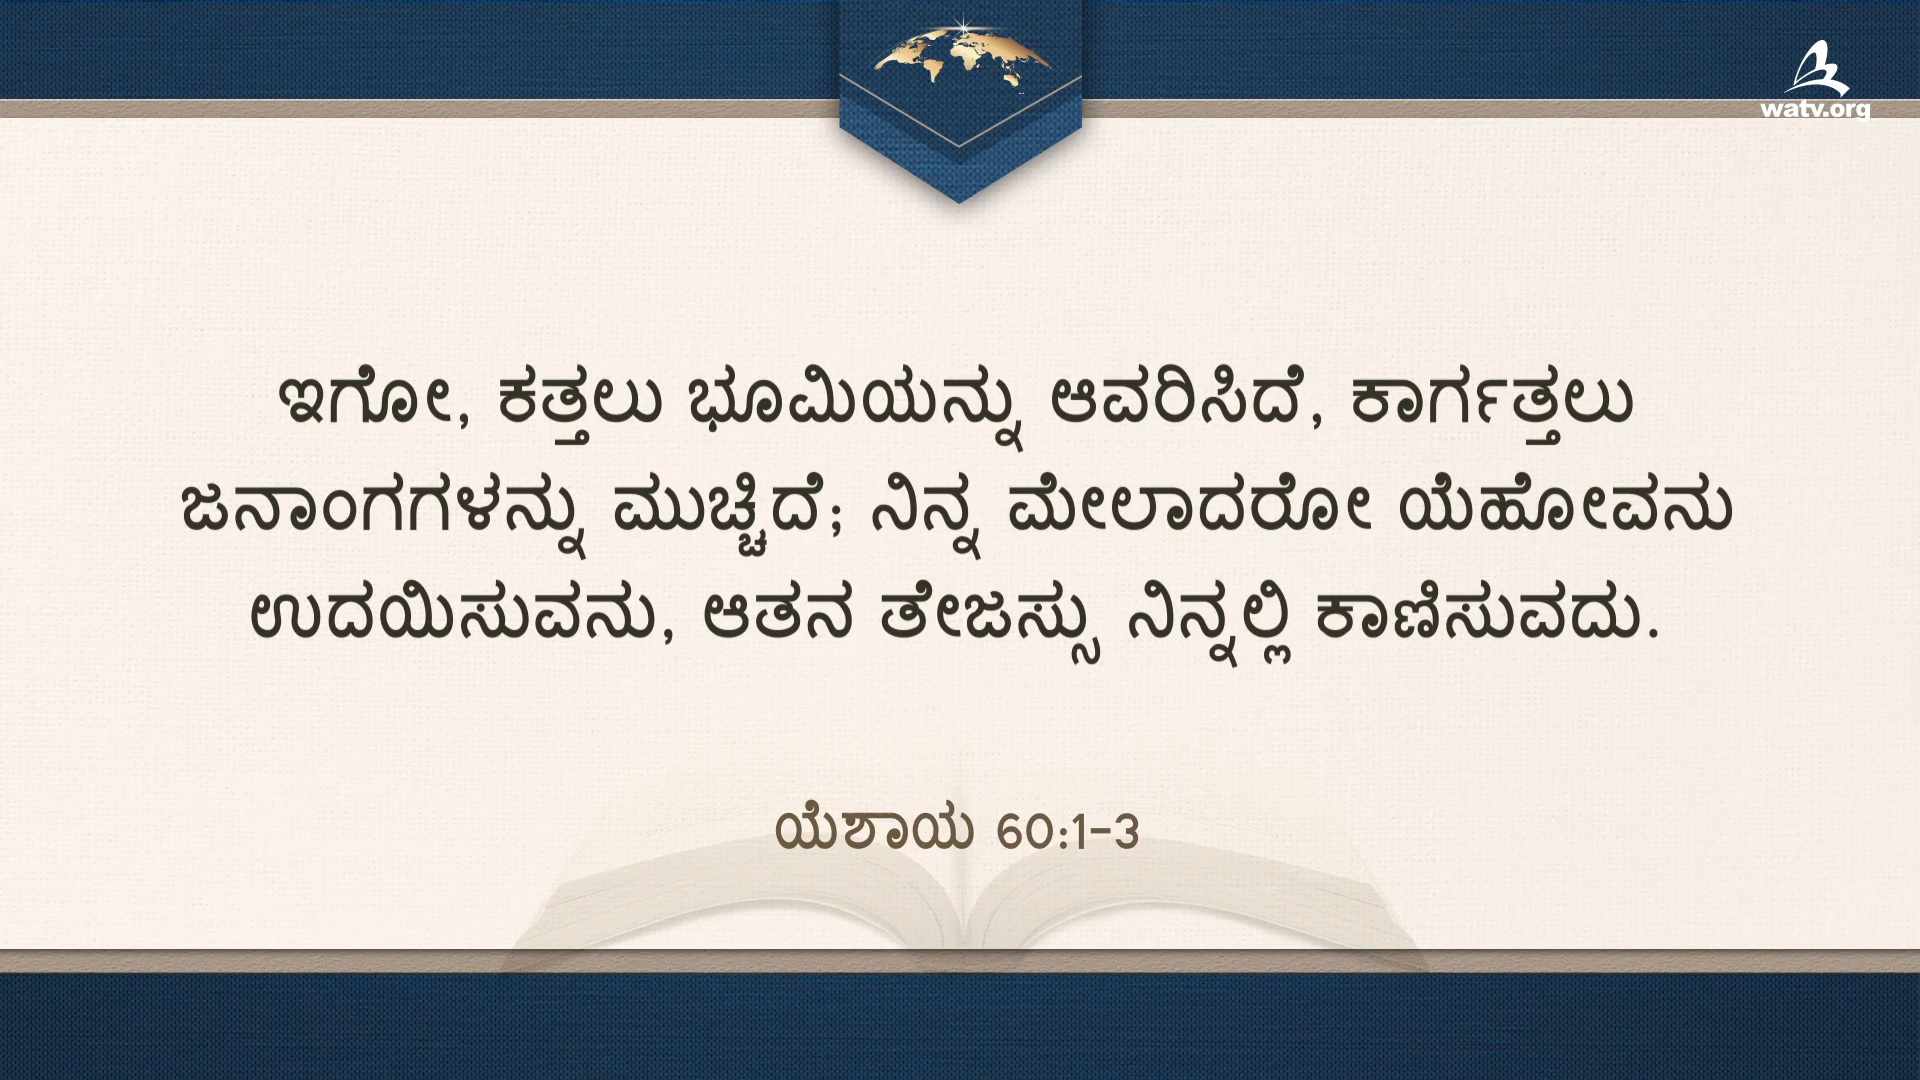 watv.org
ಇಗೋ, ಕತ್ತಲು ಭೂಮಿಯನ್ನು ಆವರಿಸಿದೆ, ಕಾರ್ಗತ್ತಲು
ಜನಾಂಗಗಳನ್ನು ಮುಚ್ಚಿದೆ; ನಿನ್ನ ಮೇಲಾದರೋ ಯೆಹೋವನು
ಉದಯಿಸುವನು, ಆತನ ತೇಜಸ್ಸು ನಿನ್ನಲ್ಲಿ ಕಾಣಿಸುವದು.
ಯೆಶಾಯ 60:1-3